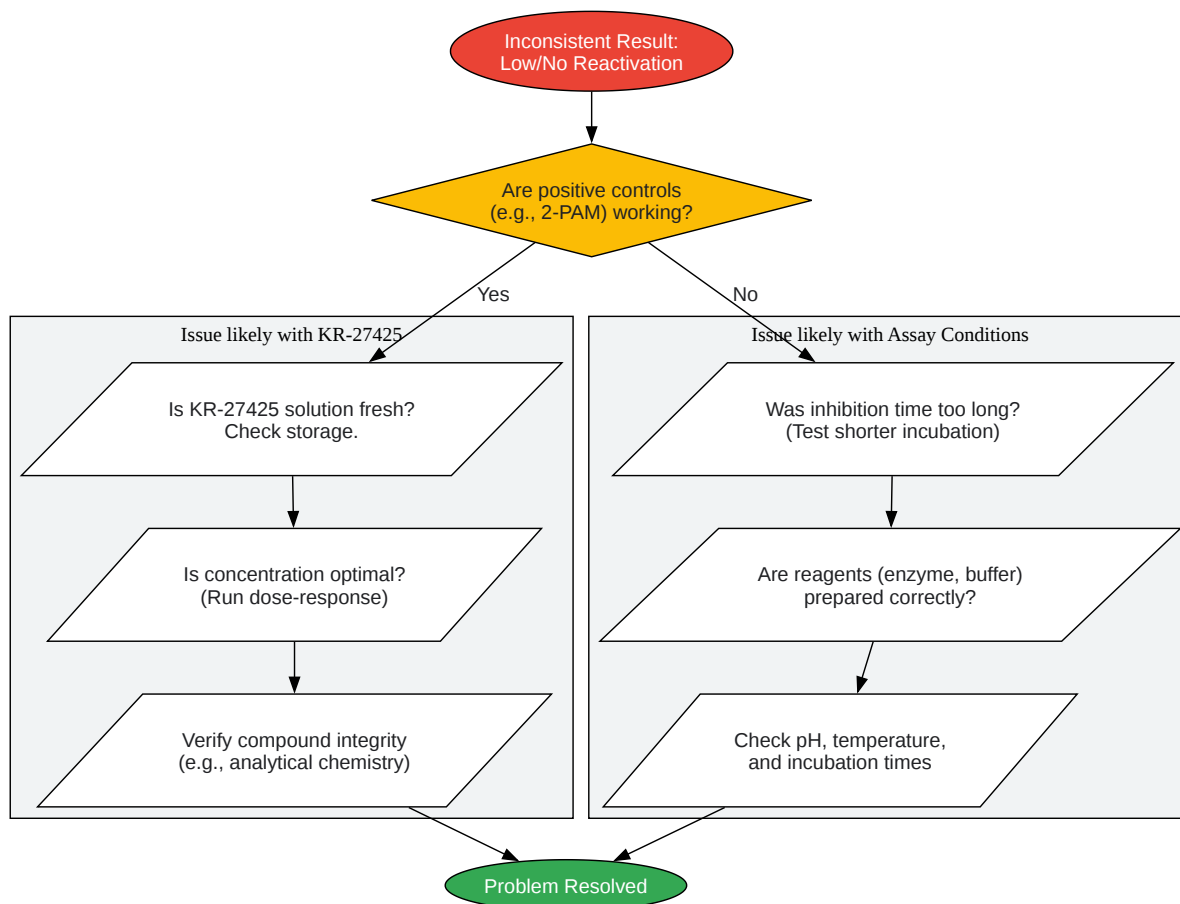 Inconsistent Result:
Low/No Reactivation
Are positive controls
(e.g., 2-PAM) working?
Yes
No
Issue likely with KR-27425
Is KR-27425 solution fresh?
Check storage.
Is concentration optimal?
(Run dose-response)
Verify compound integrity
(e.g., analytical chemistry)
Issue likely with Assay Conditions
Was inhibition time too long?
(Test shorter incubation)
Are reagents (enzyme, buffer)
prepared correctly?
Check pH, temperature,
and incubation times
Problem Resolved